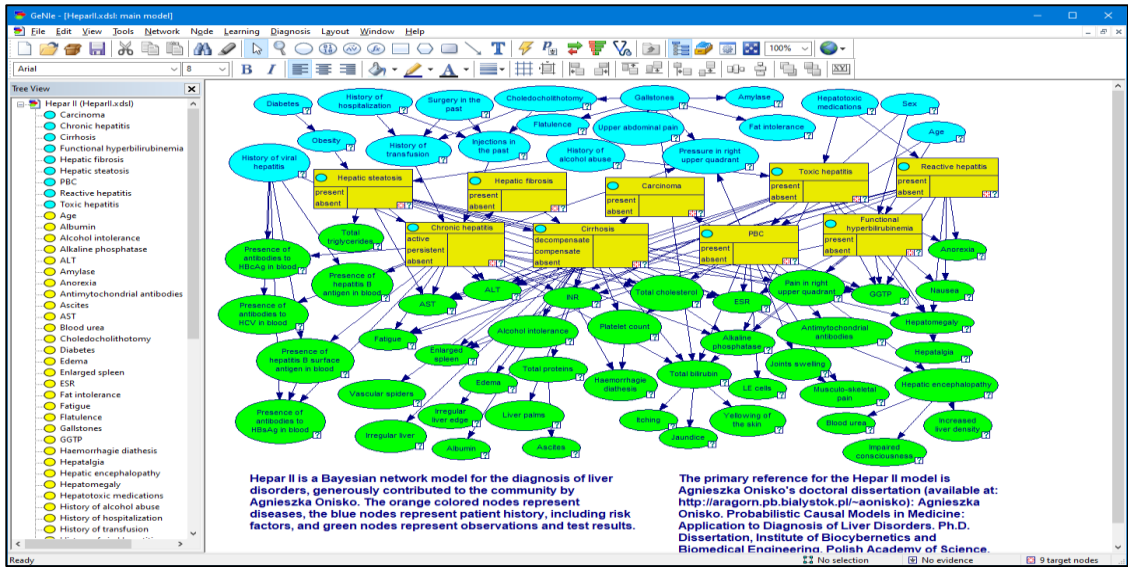 GeNIe - [HeparII.xdsl: main model]
File Edit View Tools Network Node Learning Diagnosis Layout Window Help
100%
Arial
8
B I A
Tree View
Hepar II (HeparII.xdsl)
Carcinoma
Chronic hepatitis
Cirrhosis
Functional hyperbilirubinemia
Hepatic fibrosis
Hepatic steatosis
PBC
Reactive hepatitis
Toxic hepatitis
Age
Albumin
Alcohol intolerance
Alkaline phosphatase
ALT
Amylase
Anorexia
Antimytochondrial antibodies
Ascites
AST
Blood urea
Choledocholithotomy
Diabetes
Edema
Enlarged spleen
ESR
Fat intolerance
Fatigue
Flatulence
Gallstones
GGTP
Haemorrhagie diathesis
Hepatalgia
Hepatic encephalopathy
Hepatomegaly
Hepatotoxic medications
History of alcohol abuse
History of hospitalization
History of transfusion
Diabetes
History of
hospitalization
Surgery in the
past
Choledocholithotomy
Gallstones
Amylase
Hepatotoxic
medications
Sex
Flatulence
Upper abdominal pain
Fat intolerance
Age
Obesity
History of
transfusion
Injections in
the past
History of
alcohol abuse
Pressure in right
upper quadrant
History of viral
hepatitis
Hepatic steatosis
present
absent
Hepatic fibrosis
present
absent
Carcinoma
present
absent
Toxic hepatitis
present
absent
Reactive hepatitis
present
absent
Chronic hepatitis
active
persistent
absent
Cirrhosis
decompensate
compensate
absent
PBC
present
absent
Functional
hyperbilirubinemia
present
absent
Total
triglycerides
Presence of
antibodies to
HBcAg in blood
Anorexia
Presence of
hepatitis B
antigen in blood
ALT
AST
INR
Total cholesterol
ESR
Pain in right
upper quadrant
GGTP
Nausea
Presence of
antibodies to
HCV in blood
Fatigue
Alcohol intolerance
Platelet count
Alkaline
phosphatase
Antimytochondrial
antibodies
Hepatomegaly
Hepatalgia
Presence of
hepatitis B surface
antigen in blood
Enlarged
spleen
Total proteins
Edema
Haemorrhagie
diathesis
Total bilrubin
Joints swelling
LE cells
Musculo-skeletal
pain
Hepatic encephalopathy
Vascular spiders
Irregular
liver edge
Liver palms
Itching
Yellowing of
the skin
Blood urea
Increased
liver density
Presence of
antibodies to
HBsAg in blood
Irregular liver
Albumin
Ascites
Jaundice
Impaired
consciousness
Hepar II is a Bayesian network model for the diagnosis of liver
disorders, generously contributed to the community by
Agnieszka Onisko. The orange colored nodes represent
diseases, the blue nodes represent patient history, including risk
factors, and green nodes represent observations and test results.
The primary reference for the Hepar II model is
Agnieszka Onisko's doctoral dissertation (available at:
http://aragorn.pb.bialystok.pl/~aonisko): Agnieszka
Onisko. Probabilistic Causal Models in Medicine:
Application to Diagnosis of Liver Disorders. Ph.D.
Dissertation, Institute of Biocybernetics and
Biomedical Engineering, Polish Academy of Science,
Ready
No selection
No evidence
9 target nodes